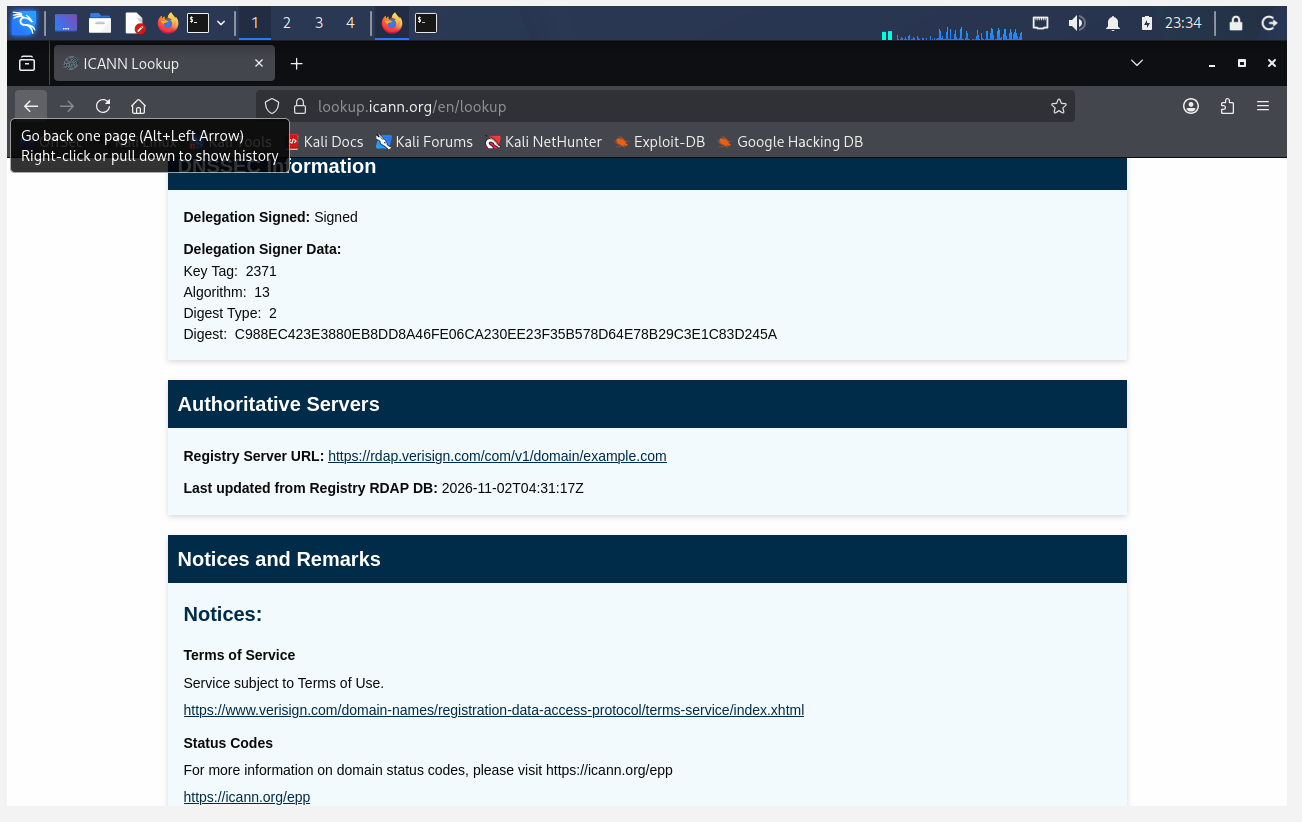 1 2 3 4 23:34
ICANN Lookup
lookup.icann.org/en/lookup
Go back one page (Alt+Left Arrow)
Right-click or pull down to show history
Kali Docs Kali Forums Kali NetHunter Exploit-DB Google Hacking DB
DNSSEC Information
Delegation Signed: Signed
Delegation Signer Data:
Key Tag: 2371
Algorithm: 13
Digest Type: 2
Digest: C988EC423E3880EB8DD8A46FE06CA230EE23F35B578D64E78B29C3E1C83D245A
Authoritative Servers
Registry Server URL: https://rdap.verisign.com/com/v1/domain/example.com
Last updated from Registry RDAP DB: 2026-11-02T04:31:17Z
Notices and Remarks
Notices:
Terms of Service
Service subject to Terms of Use.
https://www.verisign.com/domain-names/registration-data-access-protocol/terms-service/index.xhtml
Status Codes
For more information on domain status codes, please visit https://icann.org/epp
https://icann.org/epp